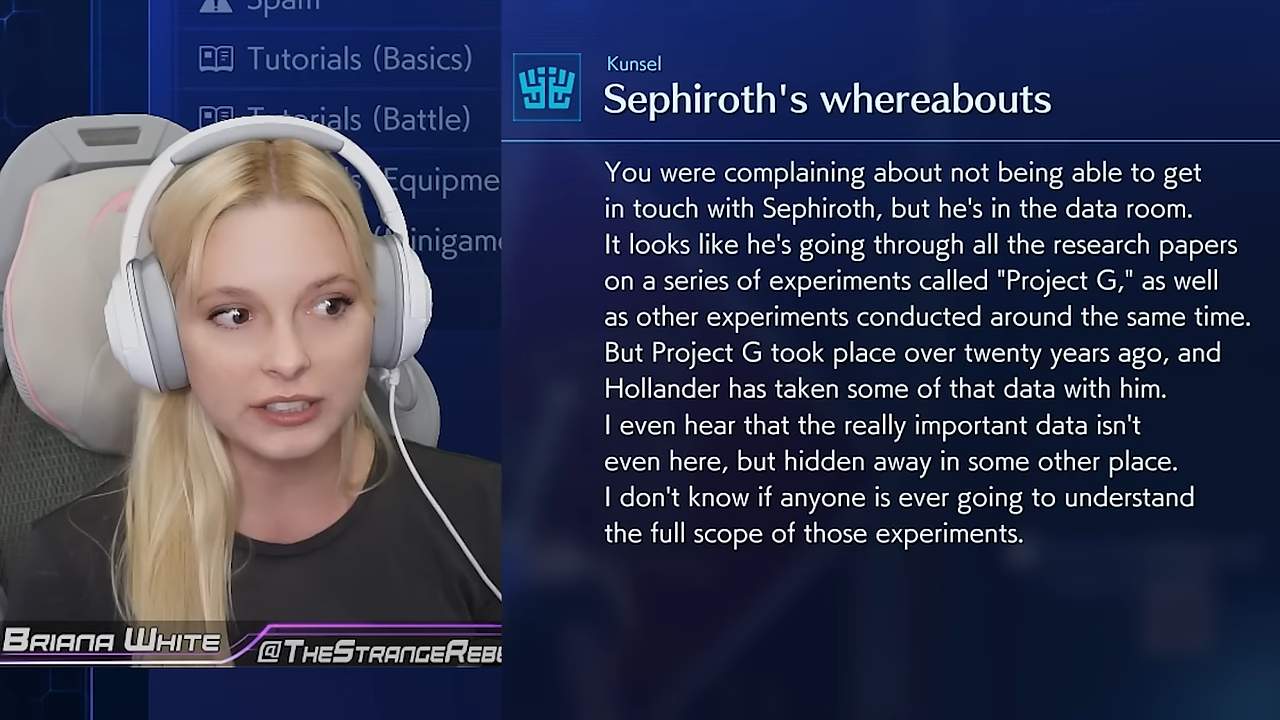 Spam
Tutorials (Basics)
Tutorials (Battle)
(Equipme
Kunsel
Sephiroth's whereabouts
You were complaining about not being able to get
in touch with Sephiroth, but he's in the data room.
It looks like he's going through all the research papers
on a series of experiments called "Project G," as well
as other experiments conducted around the same time.
But Project G took place over twenty years ago, and
Hollander has taken some of that data with him.
I even hear that the really important data isn't
even here, but hidden away in some other place.
I don't know if anyone is ever going to understand
the full scope of those experiments.
BRIANA WHITE
@THESTRANGEREBE